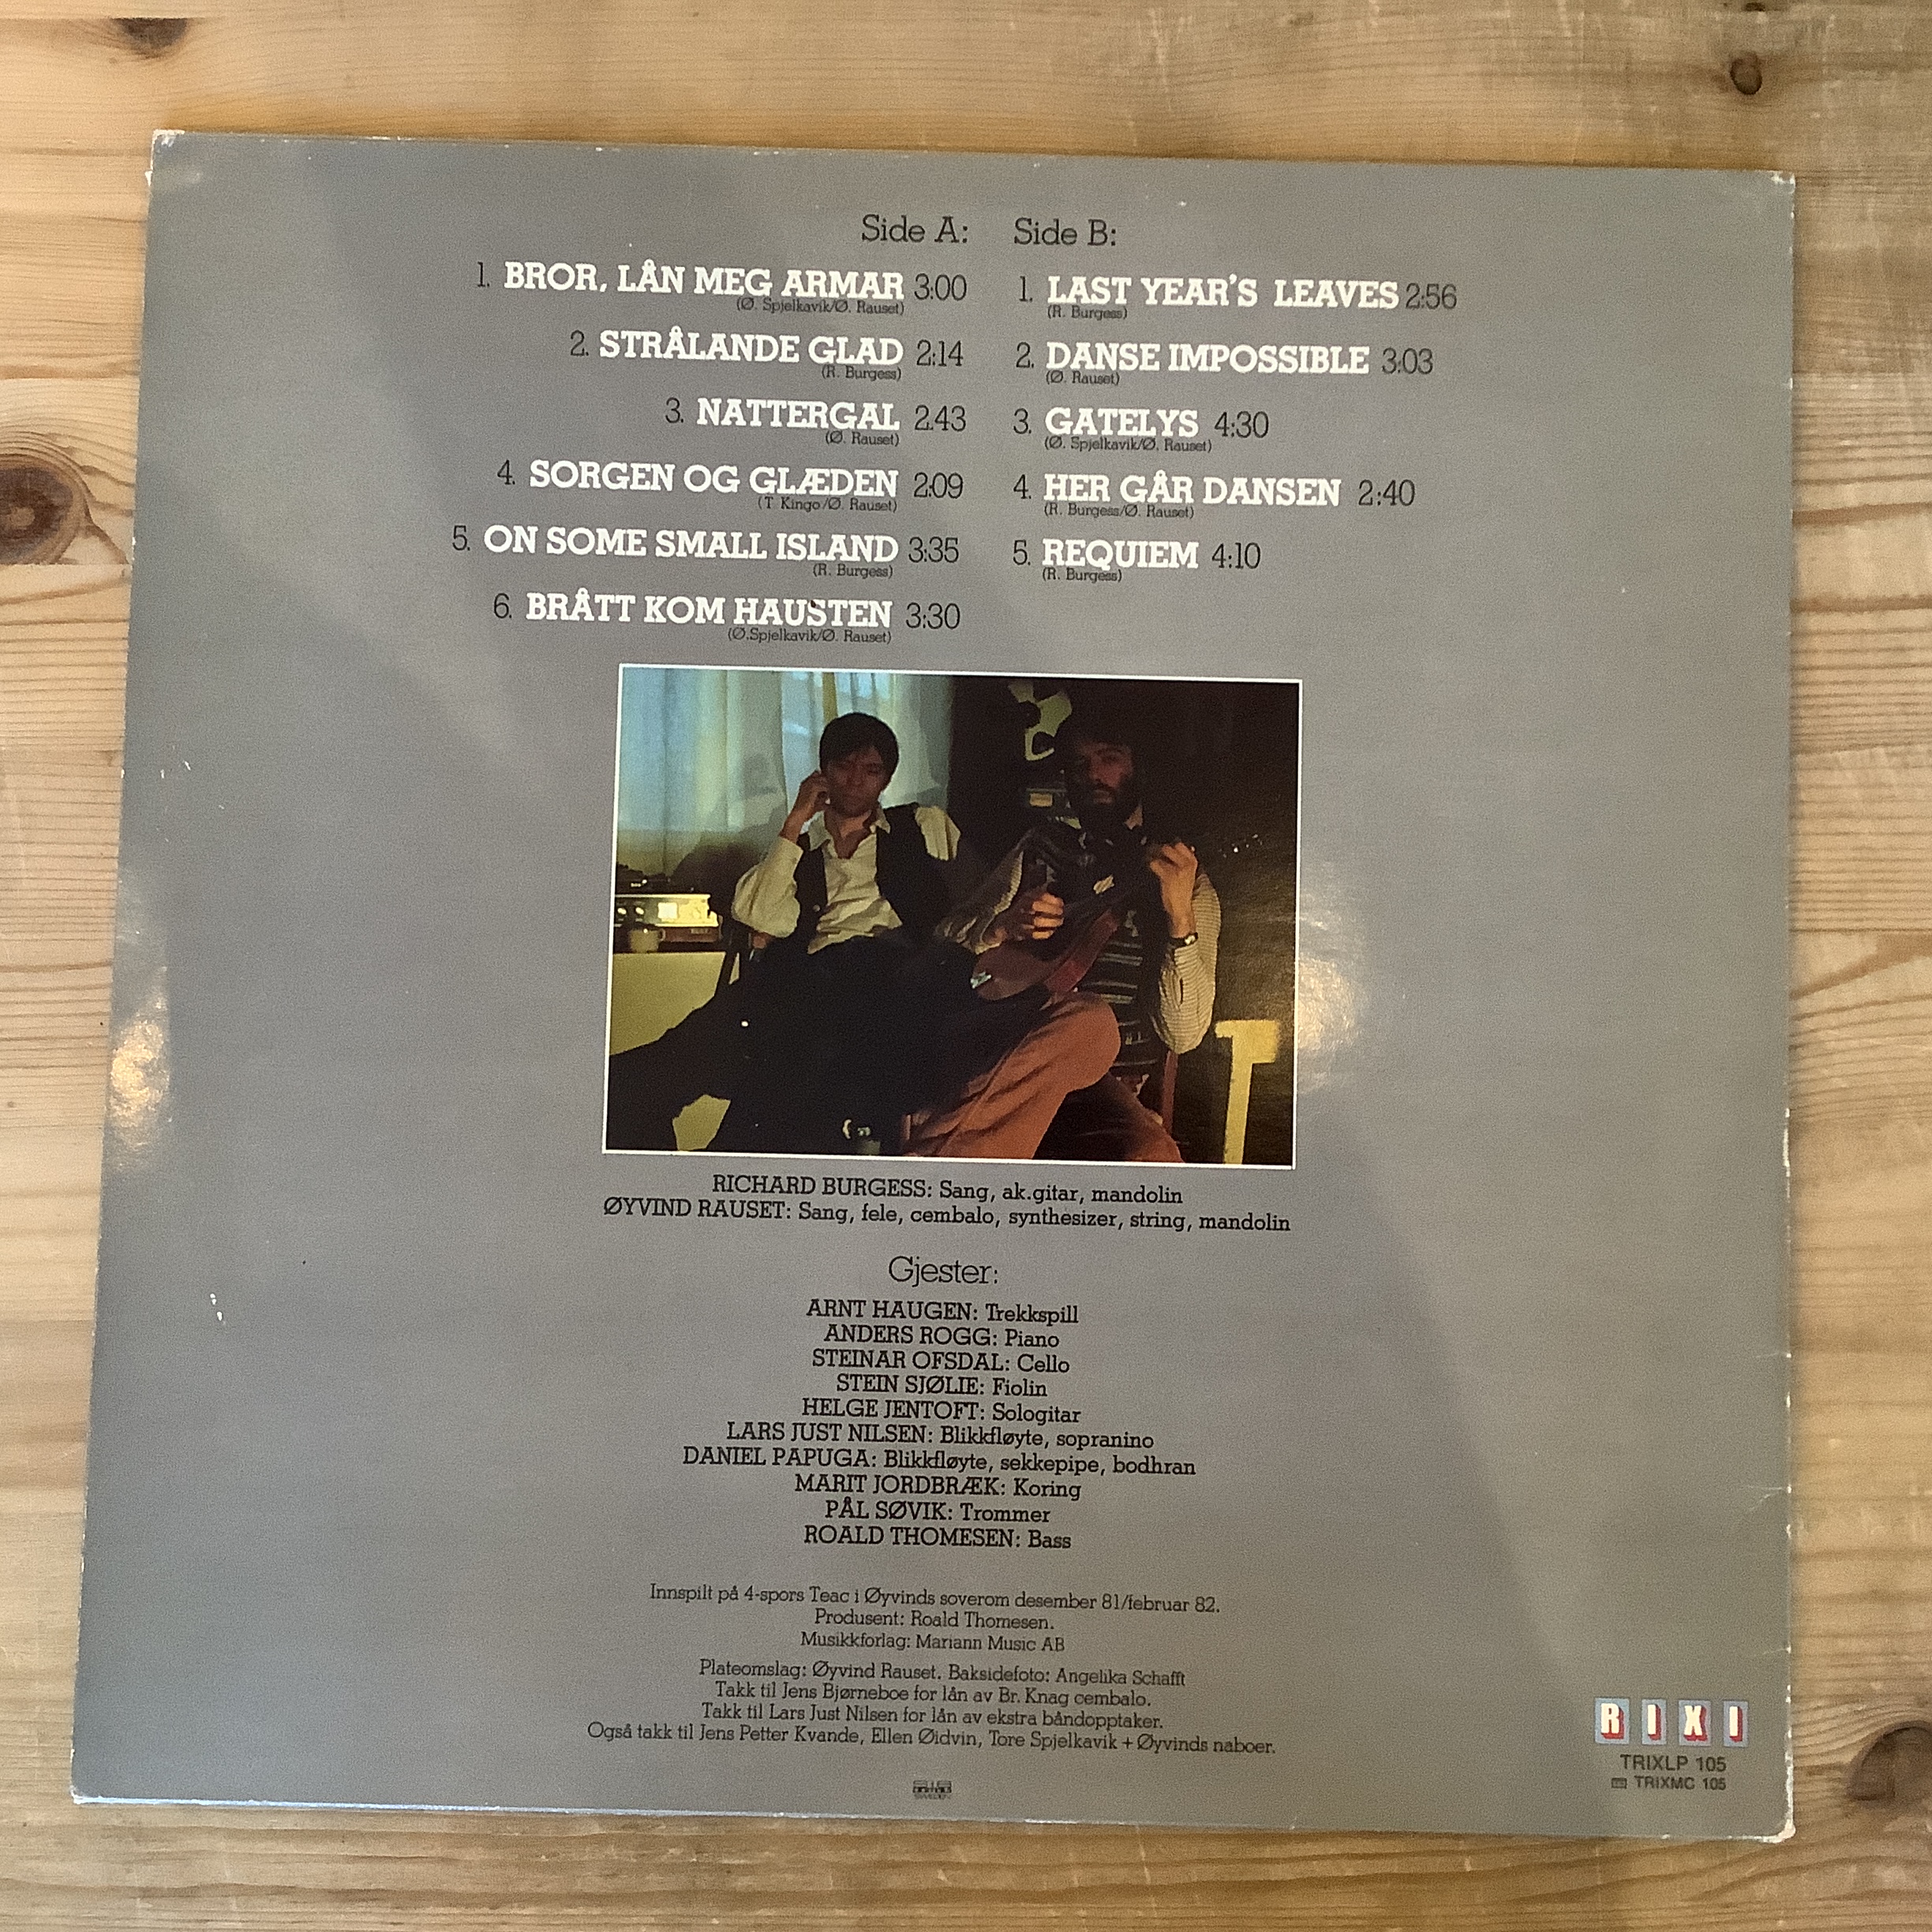 Side A:
1. BROR, LÅN MEG ARMAR 3:00
(Ø. Spjelkavik/Ø. Rauset)
2. STRÅLANDE GLAD 2:14
(R. Burgess)
3. NATTERGAL 2.43
(Ø. Rauset)
4. SORGEN OG GLÆDEN 2:09
(T. Kingo/Ø. Rauset)
5. ON SOME SMALL ISLAND 3:35
(R. Burgess)
6. BRÅTT KOM HAUSTEN 3:30
(Ø.Spjelkavik/Ø. Rauset)
Side B:
1. LAST YEAR'S LEAVES 2:56
(R. Burgess)
2. DANSE IMPOSSIBLE 3:03
(Ø. Rauset)
3. GATELYS 4:30
(Ø. Spjelkavik/Ø. Rauset)
4. HER GÅR DANSEN 2:40
(R. Burgess/Ø. Rauset)
5. REQUIEM 4:10
(R. Burgess)
RICHARD BURGESS: Sang, ak.gitar, mandolin
ØYVIND RAUSET: Sang, fele, cembalo, synthesizer, string, mandolin
Gjester:
ARNT HAUGEN: Trekkspill
ANDERS ROGG: Piano
STEINAR OFSDAL: Cello
STEIN SJØLIE: Fiolin
HELGE JENTOFT: Sologitar
LARS JUST NILSEN: Blikkfløyte, sopranino
DANIEL PAPUGA: Blikkfløyte, sekkepipe, bodhran
MARIT JORDBRÆK: Koring
PÅL SØVIK: Trommer
ROALD THOMESEN: Bass
Innspilt på 4-spors Teac i Øyvinds soverom desember 81/februar 82.
Produsent: Roald Thomesen.
Musikkforlag: Mariann Music AB
Plateomslag: Øyvind Rauset. Baksidefoto: Angelika Schafft
Takk til Jens Bjørneboe for lån av Br. Knag cembalo.
Takk til Lars Just Nilsen for lån av ekstra båndopptaker.
Også takk til Jens Petter Kvande, Ellen Øidvin, Tore Spjelkavik + Øyvinds naboer.
RIXI
TRIXLP 105
TRIXMC 105